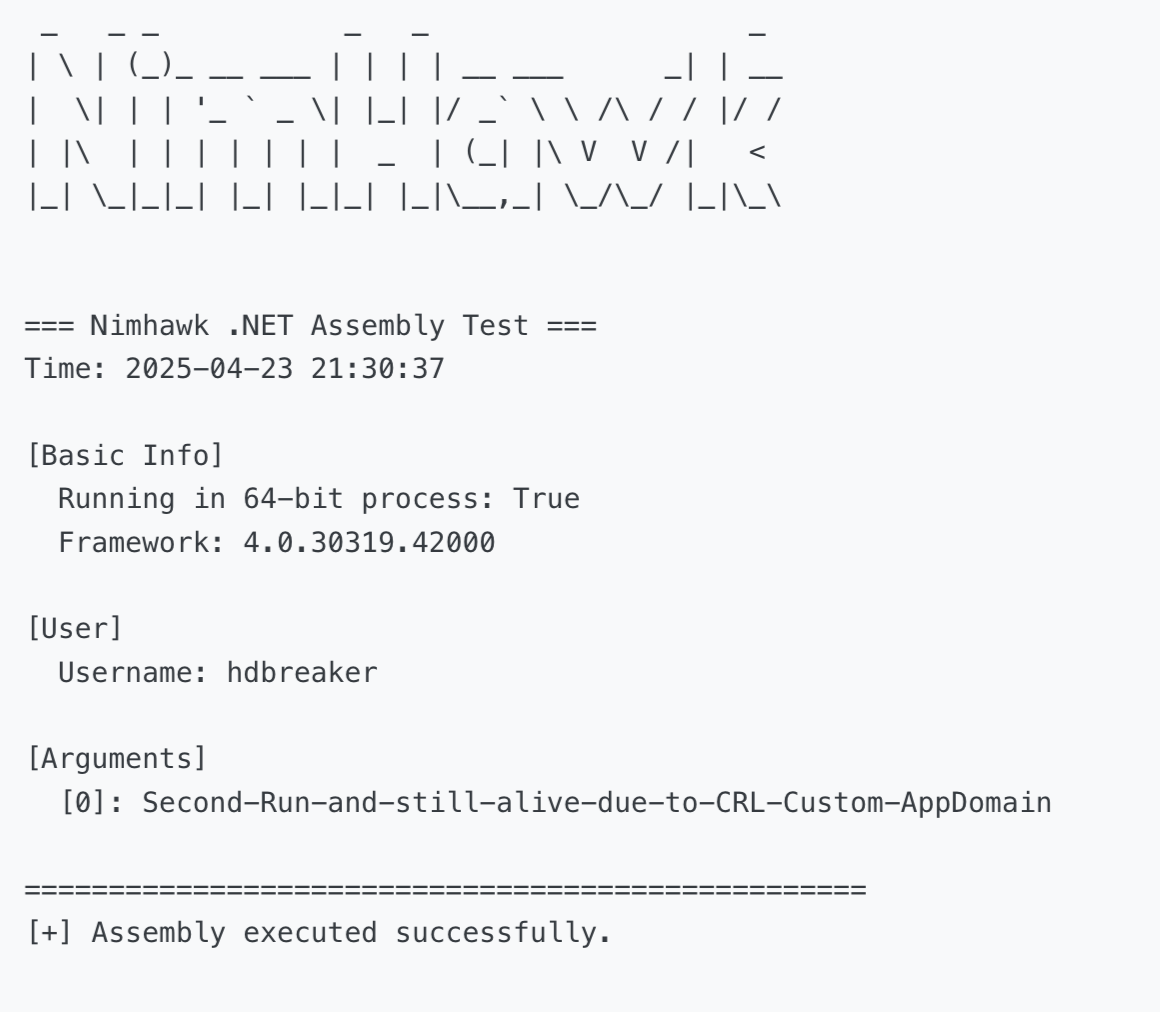 _   _ _           _   _                   _
| \ | (_)_ __ ___ | | | | __ ___      _| | __
|  \| | | '_ ` _ \| |_| |/ _` \ \ /\ / / |/ /
| |\  | | | | | | |  _  | (_| |\ V  V /|   <
|_| \_|_|_| |_| |_|_| |_|\__,_| \_/\_/ |_|\_\
=== Nimhawk .NET Assembly Test ===
Time: 2025-04-23 21:30:37
[Basic Info]
  Running in 64-bit process: True
  Framework: 4.0.30319.42000
[User]
  Username: hdbreaker
[Arguments]
  [0]: Second-Run-and-still-alive-due-to-CRL-Custom-AppDomain
==================================================
[+] Assembly executed successfully.